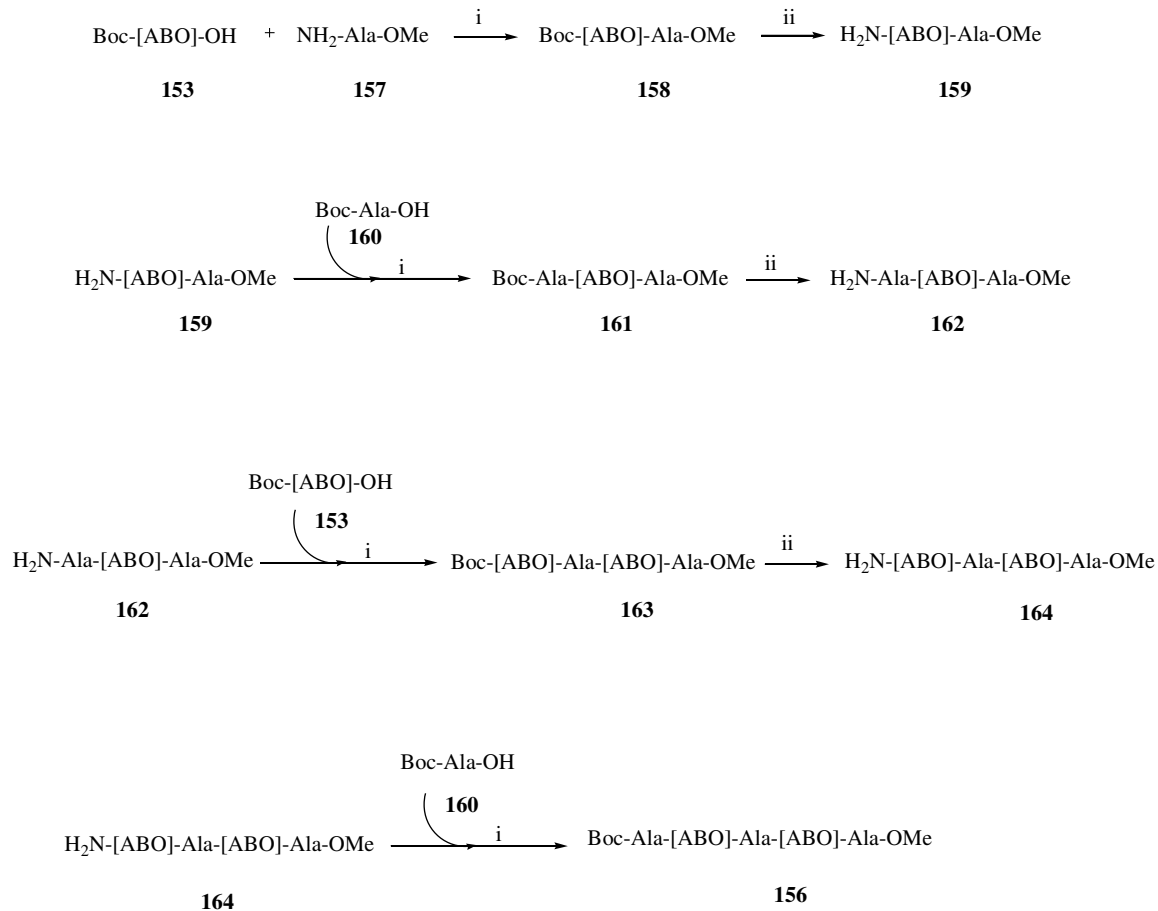 i ii
Boc-[ABO]-OH + NH₂-Ala-OMe Boc-[ABO]-Ala-OMe H₂N-[ABO]-Ala-OMe
153 157 158 159
Boc-Ala-OH
160
H₂N-[ABO]-Ala-OMe i Boc-Ala-[ABO]-Ala-OMe ii H₂N-Ala-[ABO]-Ala-OMe
159 161 162
Boc-[ABO]-OH
153
H₂N-Ala-[ABO]-Ala-OMe i Boc-[ABO]-Ala-[ABO]-Ala-OMe ii H₂N-[ABO]-Ala-[ABO]-Ala-OMe
162 163 164
Boc-Ala-OH
160
H₂N-[ABO]-Ala-[ABO]-Ala-OMe i Boc-Ala-[ABO]-Ala-[ABO]-Ala-OMe
164 156